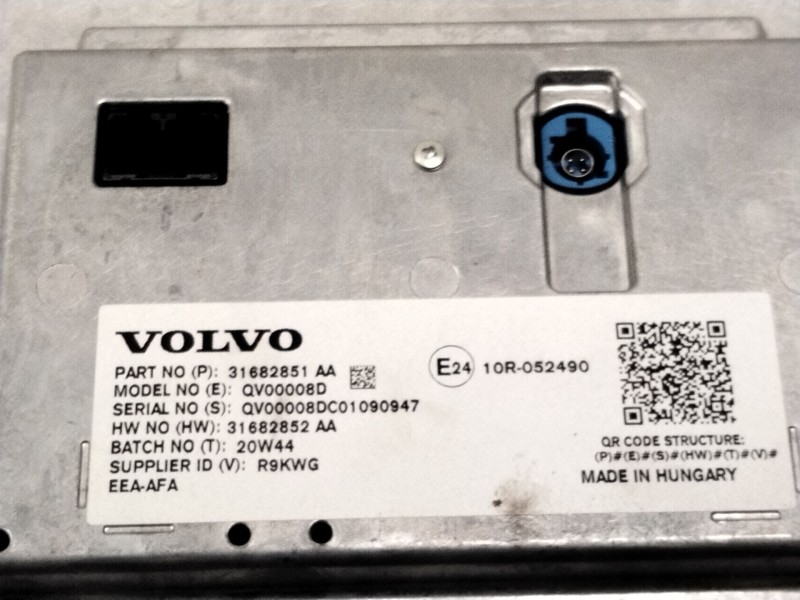 VOLVO
PART NO (P): 31682851 AA
MODEL NO (E): QV00008D
SERIAL NO (S): QV00008DC01090947
HW NO (HW): 31682852 AA
BATCH NO (T): 20W44
SUPPLIER ID (V): R9KWG
EEA-AFA
E24 10R-052490
QR CODE STRUCTURE:
(P)#(E)#(S)#(HW)#(T)#(V)#
MADE IN HUNGARY